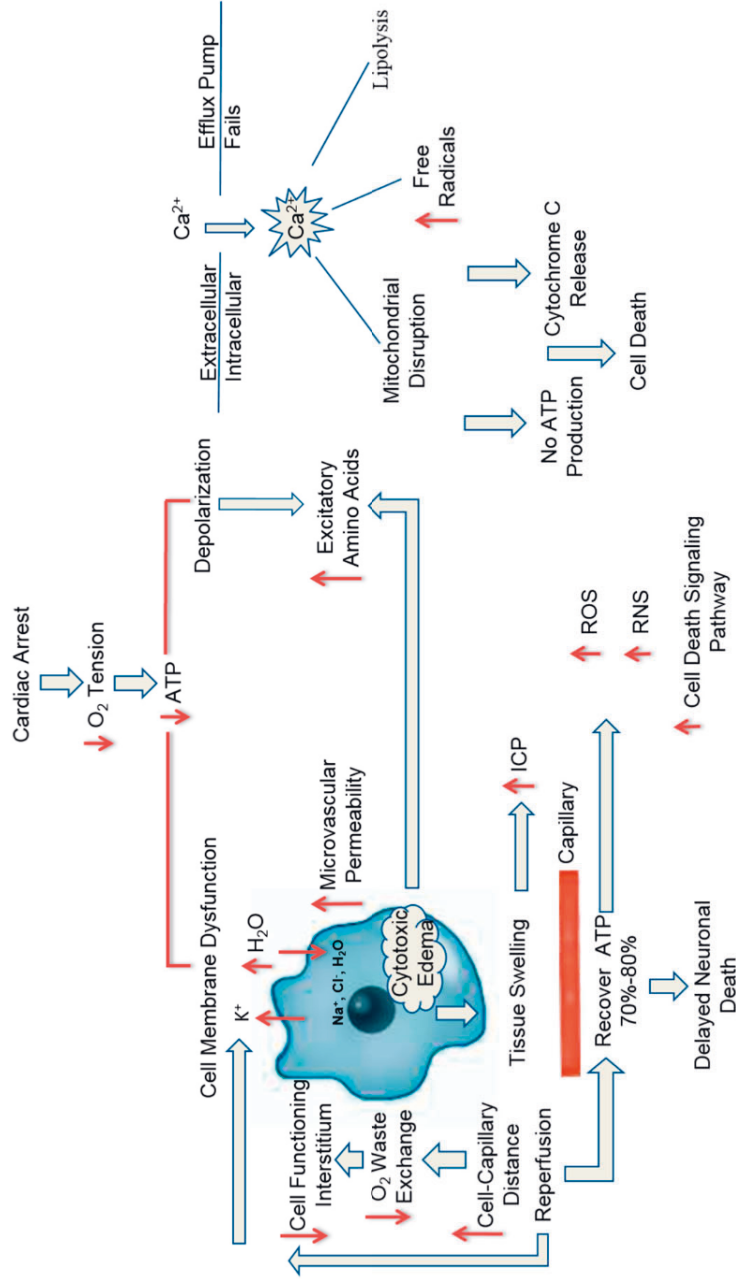 Cardiac Arrest
O₂ Tension
ATP
Cell Membrane Dysfunction
Depolarization
Extracellular
Intracellular
Ca²⁺
Efflux Pump
Fails
Ca²⁺
Mitochondrial
Disruption
Free
Radicals
Lipolysis
No ATP
Production
Cytochrome C
Release
Cell Death
Excitatory
Amino Acids
K⁺
H₂O
Na⁺, Cl⁻, H₂O
Cytotoxic
Edema
Microvascular
Permeability
Cell Functioning
Interstitium
O₂ Waste
Exchange
Cell-Capillary
Distance
Reperfusion
Tissue Swelling
ICP
Capillary
Recover ATP
70%-80%
Delayed Neuronal
Death
ROS
RNS
Cell Death Signaling
Pathway